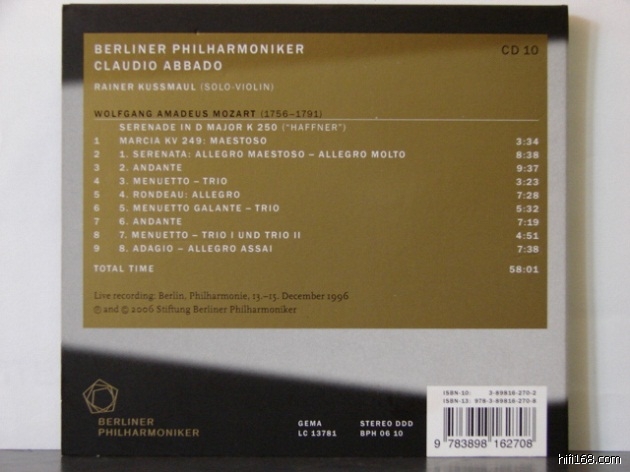 BERLINER PHILHARMONIKER CD 10
CLAUDIO ABBADO
RAINER KUSSMAUL (SOLO-VIOLIN)
WOLFGANG AMADEUS MOZART (1756–1791)
SERENADE IN D MAJOR K 250 ("HAFFNER")
1 MARCIA KV 249: MAESTOSO 3:34
2 1. SERENATA: ALLEGRO MAESTOSO – ALLEGRO MOLTO 8:38
3 2. ANDANTE 9:37
4 3. MENUETTO – TRIO 3:23
5 4. RONDEAU: ALLEGRO 7:28
6 5. MENUETTO GALANTE – TRIO 5:32
7 6. ANDANTE 7:19
8 7. MENUETTO – TRIO I UND TRIO II 4:51
9 8. ADAGIO – ALLEGRO ASSAI 7:38
TOTAL TIME 58:01
Live recording: Berlin, Philharmonie, 13.–15. December 1996
℗ and © 2006 Stiftung Berliner Philharmoniker
BERLINER
PHILHARMONIKER
GEMA
LC 13781
STEREO DDD
BPH 06 10
ISBN-10: 3-89816-270-2
ISBN-13: 978-3-89816-270-8
9 783898 162708
hifi168.com